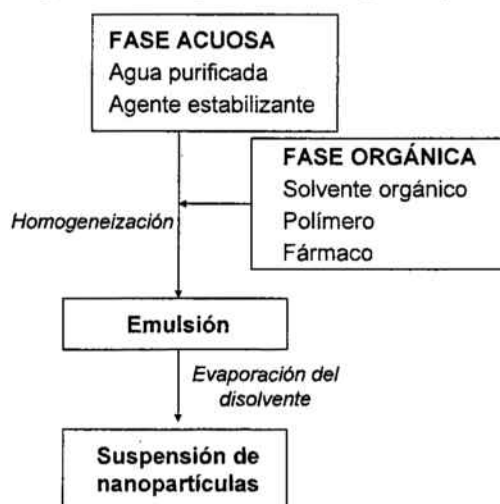 FASE ACUOSA
Agua purificada
Agente estabilizante
FASE ORGÁNICA
Solvente orgánico
Polímero
Fármaco
Homogeneización
Emulsión
Evaporación del
disolvente
Suspensión de
nanopartículas